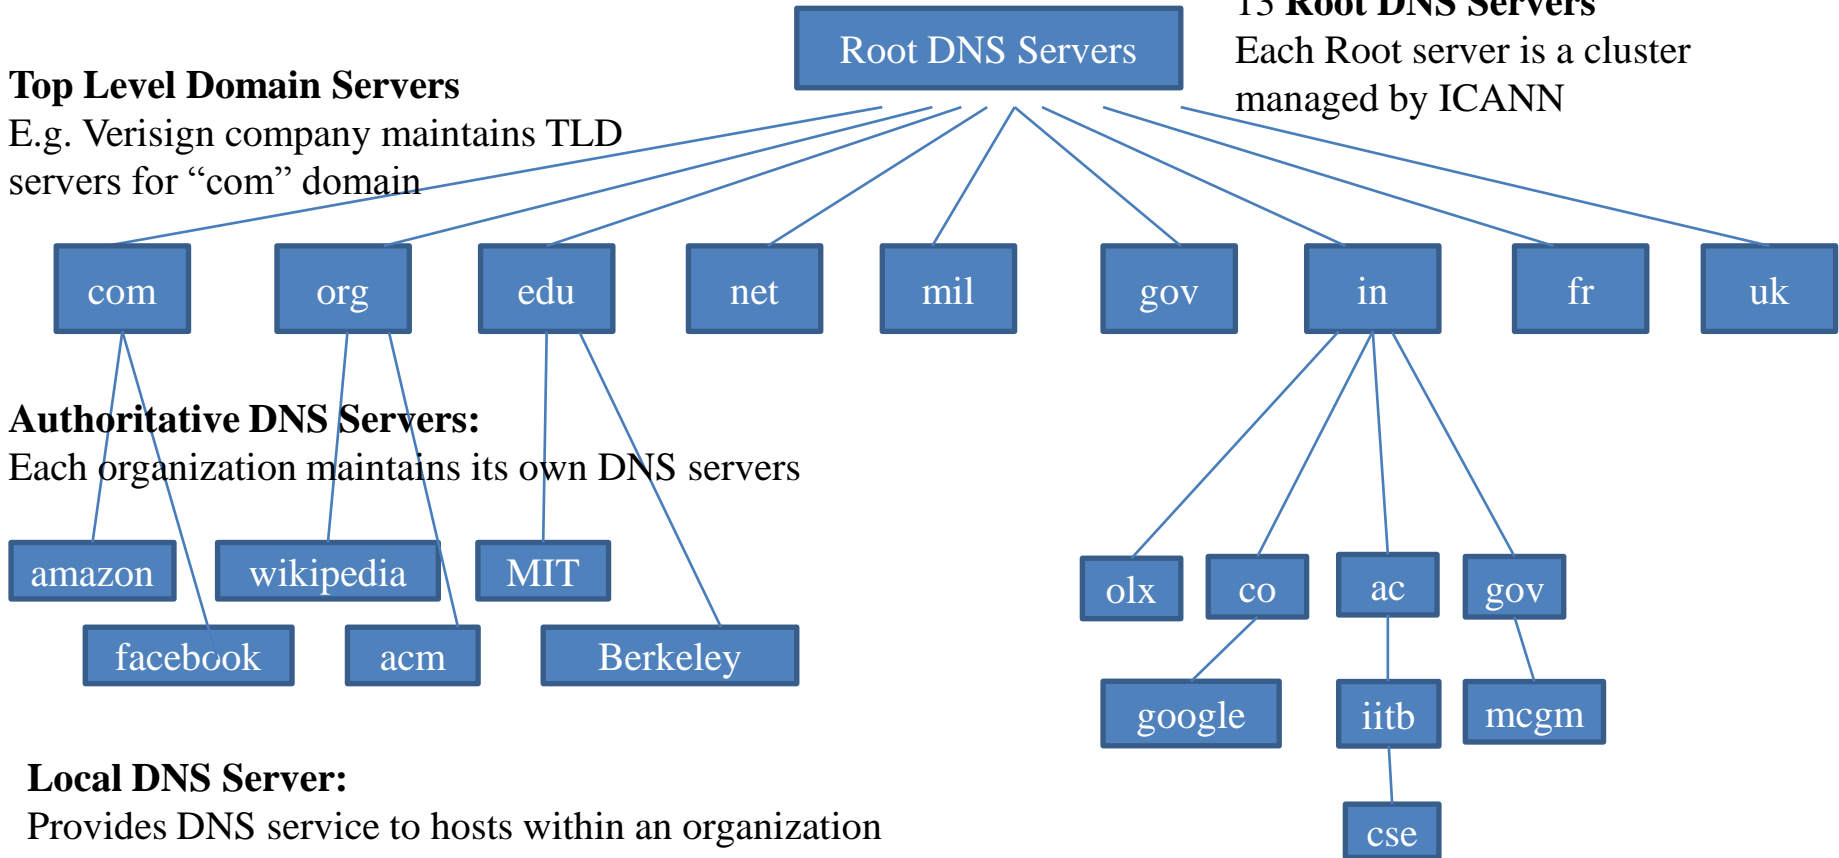 13 Root DNS Servers
Each Root server is a cluster
managed by ICANN
Root DNS Servers
Top Level Domain Servers
E.g. Verisign company maintains TLD
servers for “com” domain
com
org
edu
net
mil
gov
in
fr
uk
Authoritative DNS Servers:
Each organization maintains its own DNS servers
amazon
wikipedia
MIT
olx
co
ac
gov
facebook
acm
Berkeley
google
iitb
mcgm
Local DNS Server:
Provides DNS service to hosts within an organization
cse